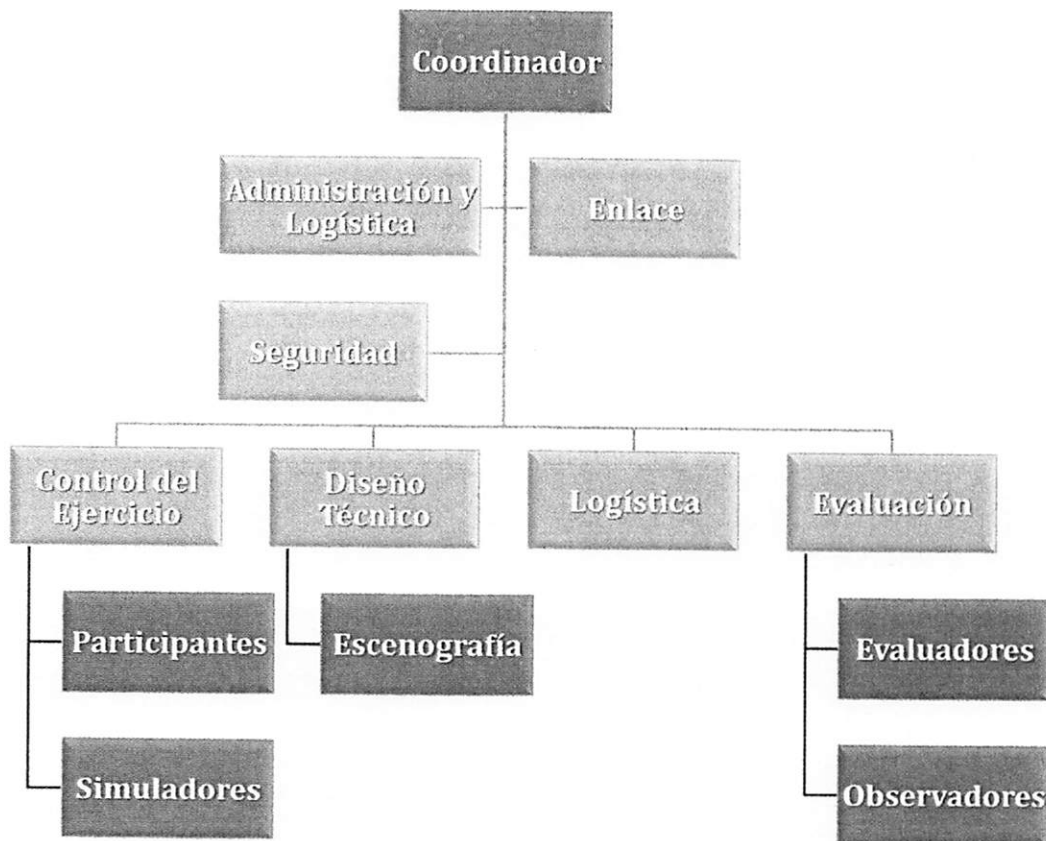 Coordinador
Administración y
Logística
Enlace
Seguridad
Control del
Ejercicio
Diseño
Técnico
Logística
Evaluación
Participantes
Escenografía
Evaluadores
Simuladores
Observadores